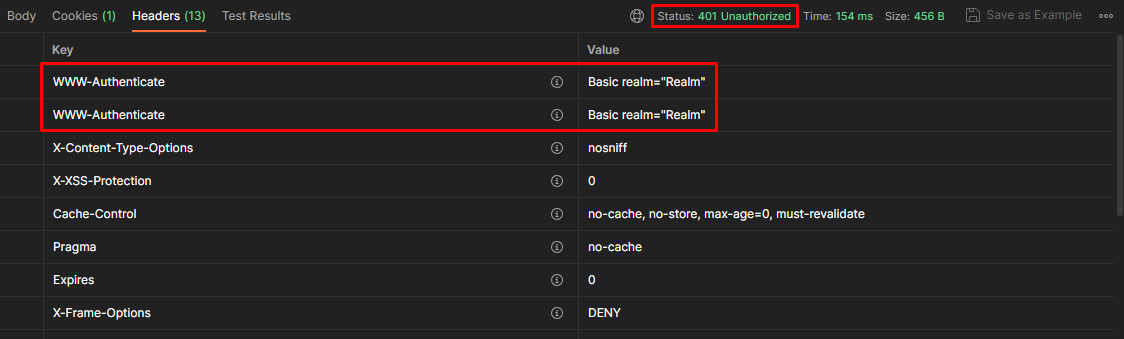 Body Cookies (1) Headers (13) Test Results Status: 401 Unauthorized Time: 154 ms Size: 456 B Save as Example
Key Value
WWW-Authenticate Basic realm="Realm"
WWW-Authenticate Basic realm="Realm"
X-Content-Type-Options nosniff
X-XSS-Protection 0
Cache-Control no-cache, no-store, max-age=0, must-revalidate
Pragma no-cache
Expires 0
X-Frame-Options DENY